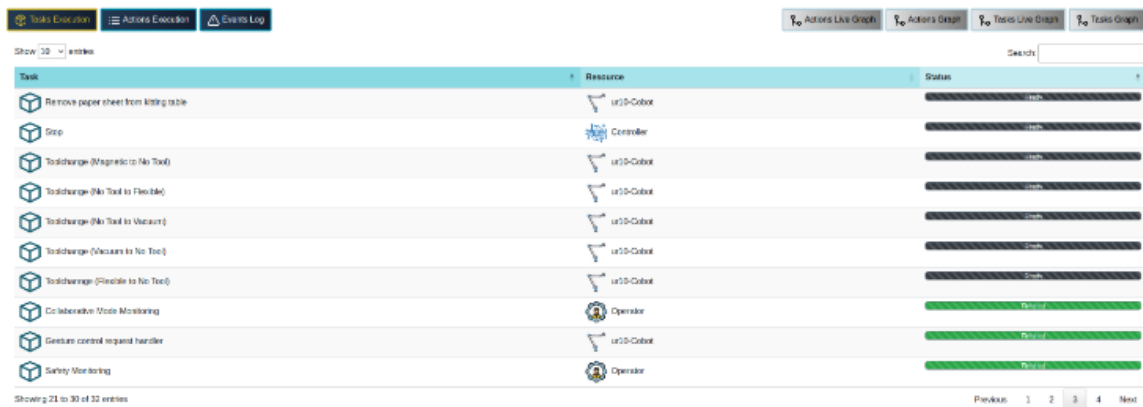 Tasks Execution Actions Execution Events Log Actions Live Graph Actions Graph Tasks Live Graph Tasks Graph
Show 10 entries Search:
Task Resource Status
Remove paper sheet from kitting table ur10-Cobot
Stop Controller
Toolchange (Magnetic to No Tool) ur10-Cobot
Toolchange (No Tool to Flexible) ur10-Cobot
Toolchange (No Tool to Vacuum) ur10-Cobot
Toolchange (Vacuum to No Tool) ur10-Cobot
Toolchannge (Flexible to No Tool) ur10-Cobot
Collaborative Mode Monitoring Operator
Gesture control request handler ur10-Cobot
Safety Monitoring Operator
Showing 21 to 30 of 32 entries Previous 1 2 3 4 Next